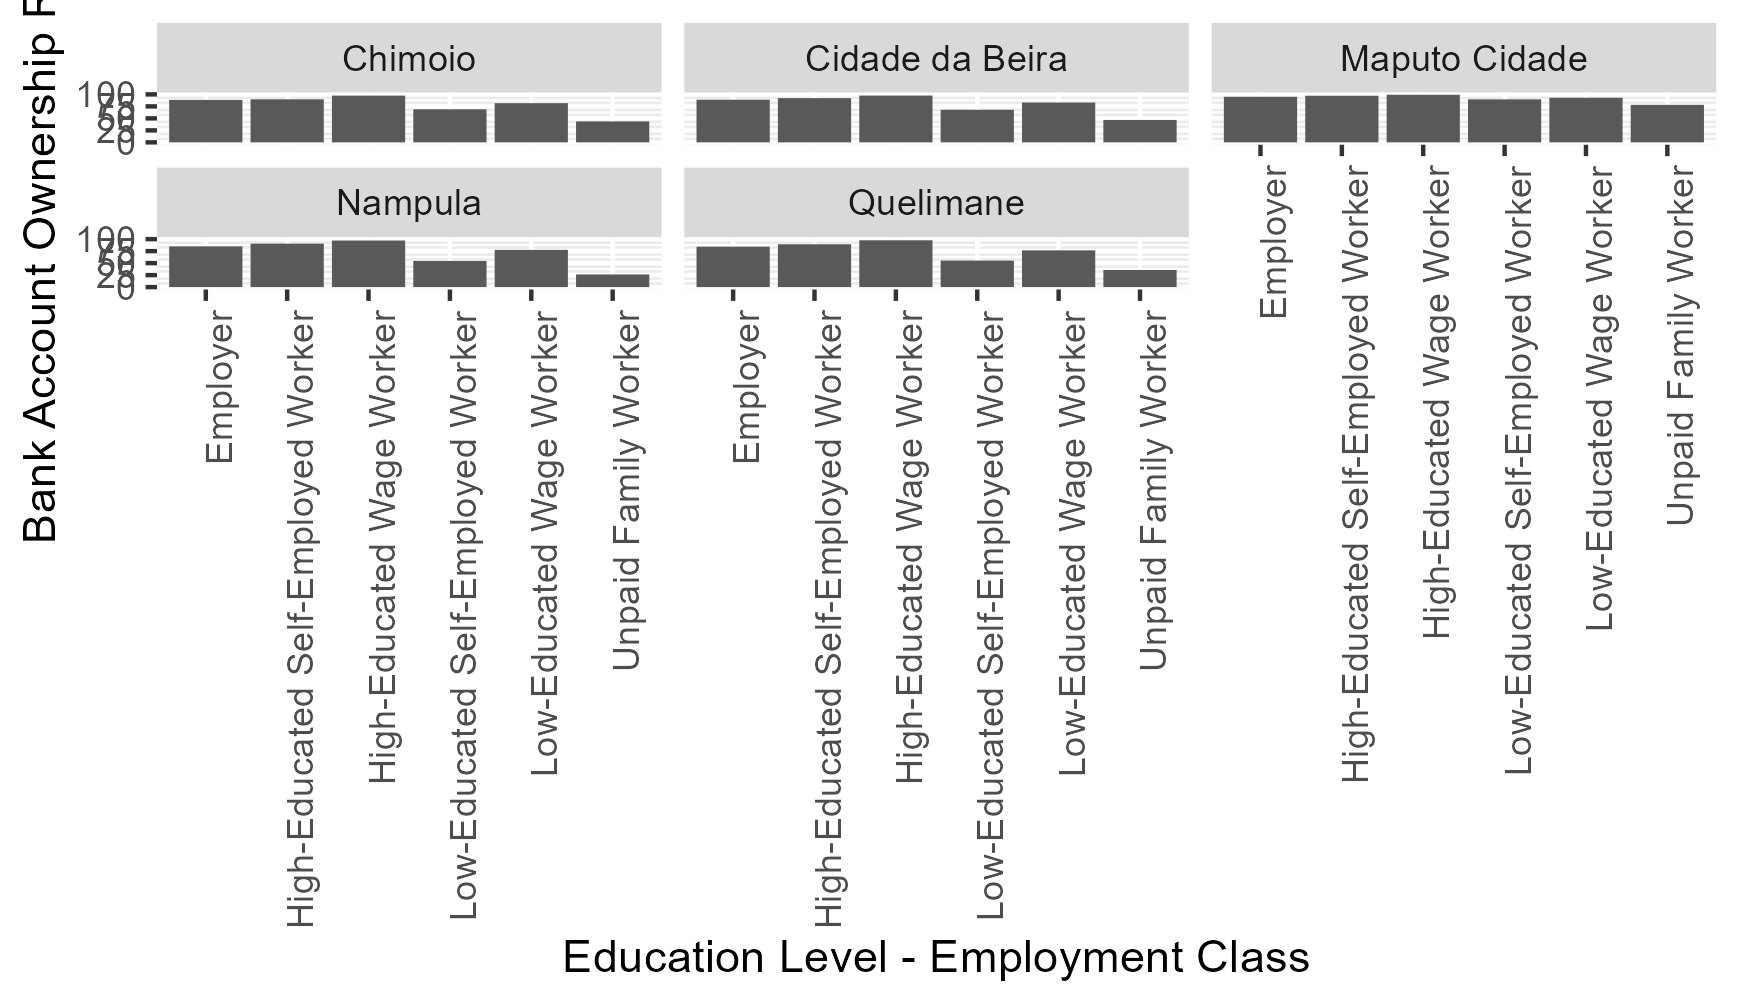 Bank Account Ownership
Chimoio
Cidade da Beira
Maputo Cidade
100
75
50
25
0
Employer
High-Educated Self-Employed Worker
High-Educated Wage Worker
Low-Educated Self-Employed Worker
Low-Educated Wage Worker
Unpaid Family Worker
Nampula
Quelimane
100
75
50
25
0
Employer
High-Educated Self-Employed Worker
High-Educated Wage Worker
Low-Educated Self-Employed Worker
Low-Educated Wage Worker
Unpaid Family Worker
Employer
High-Educated Self-Employed Worker
High-Educated Wage Worker
Low-Educated Self-Employed Worker
Low-Educated Wage Worker
Unpaid Family Worker
Education Level - Employment Class